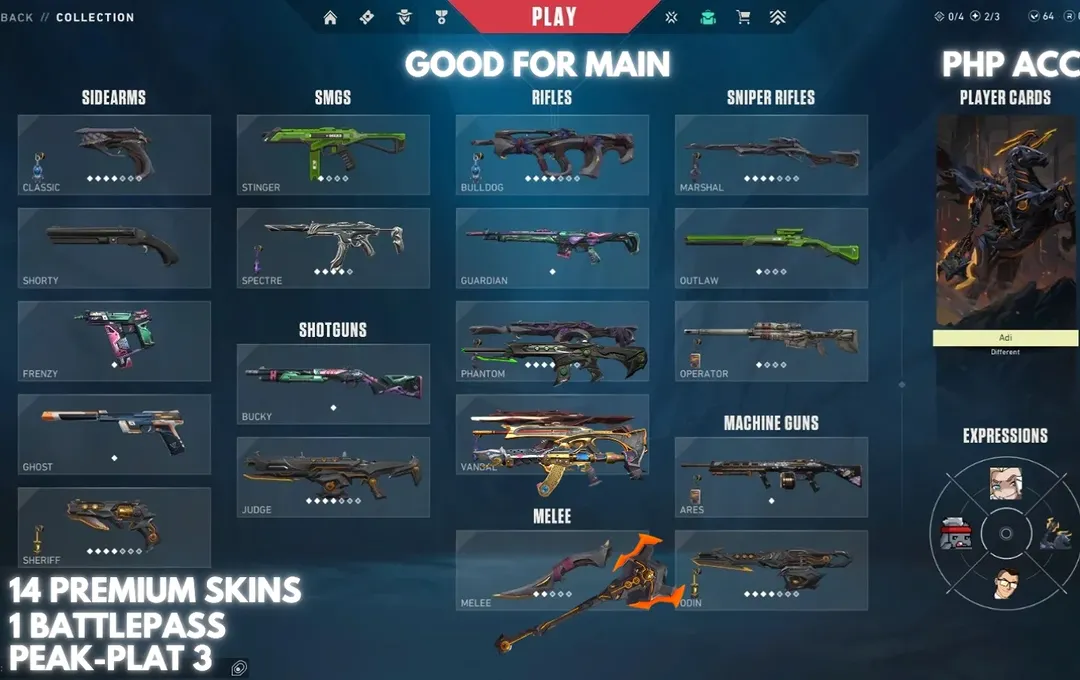 BACK // COLLECTION
PLAY
0/4 2/3 64
GOOD FOR MAIN
PHP ACC
SIDEARMS
SMGS
RIFLES
SNIPER RIFLES
PLAYER CARDS
CLASSIC
STINGER
BULLDOG
MARSHAL
SHORTY
SPECTRE
GUARDIAN
OUTLAW
SHOTGUNS
Adi
Different
FRENZY
BUCKY
PHANTOM
OPERATOR
MACHINE GUNS
EXPRESSIONS
GHOST
JUDGE
VANDAL
ARES
MELEE
SHERIFF
MELEE
ODIN
14 PREMIUM SKINS
1 BATTLEPASS
PEAK-PLAT 3